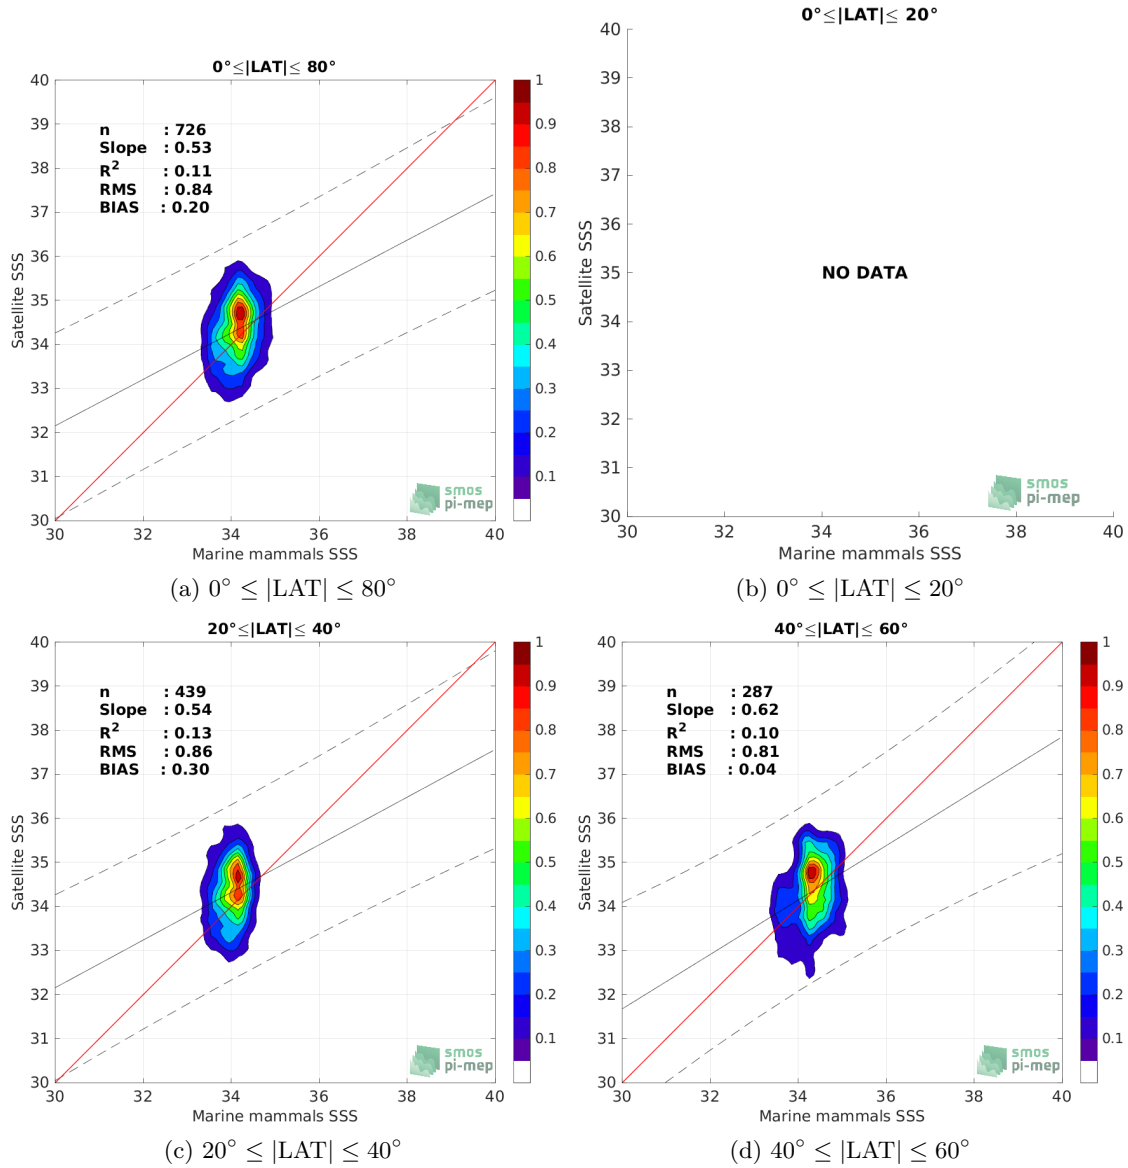 0°≤|LAT|≤ 80°
n : 726
Slope : 0.53
R² : 0.11
RMS : 0.84
BIAS : 0.20
40
39
38
37
36
35
34
33
32
31
30
30 32 34 36 38 40
Satellite SSS
Marine mammals SSS
1
0.9
0.8
0.7
0.6
0.5
0.4
0.3
0.2
0.1
smos
pi-mep
(a) 0° ≤ |LAT| ≤ 80°
0°≤|LAT|≤ 20°
40
39
38
37
36
35
34
33
32
31
30
30 32 34 36 38 40
Satellite SSS
NO DATA
Marine mammals SSS
smos
pi-mep
(b) 0° ≤ |LAT| ≤ 20°
20°≤|LAT|≤ 40°
n : 439
Slope : 0.54
R² : 0.13
RMS : 0.86
BIAS : 0.30
40
39
38
37
36
35
34
33
32
31
30
30 32 34 36 38 40
Satellite SSS
Marine mammals SSS
1
0.9
0.8
0.7
0.6
0.5
0.4
0.3
0.2
0.1
smos
pi-mep
(c) 20° ≤ |LAT| ≤ 40°
40°≤|LAT|≤ 60°
n : 287
Slope : 0.62
R² : 0.10
RMS : 0.81
BIAS : 0.04
40
39
38
37
36
35
34
33
32
31
30
30 32 34 36 38 40
Satellite SSS
Marine mammals SSS
1
0.9
0.8
0.7
0.6
0.5
0.4
0.3
0.2
0.1
smos
pi-mep
(d) 40° ≤ |LAT| ≤ 60°